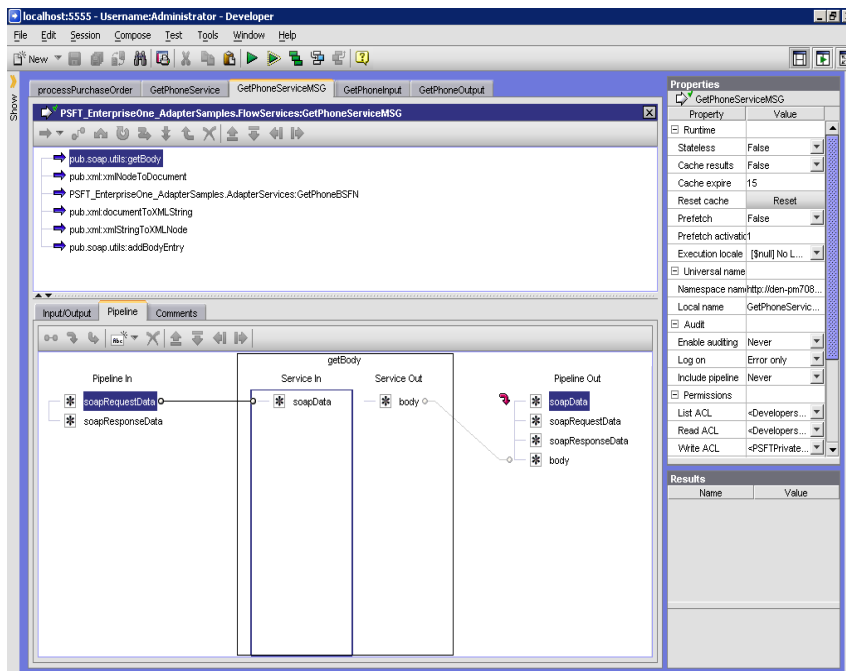 localhost:5555 - Username:Administrator - Developer
File Edit Session Compose Test Tools Window Help
New
Show
processPurchaseOrder GetPhoneService GetPhoneServiceMSG GetPhoneInput GetPhoneOutput
PSFT_EnterpriseOne_AdapterSamples.FlowServices:GetPhoneServiceMSG
pub.soap.utils:getBody
pub.xml:xmlNodeToDocument
PSFT_EnterpriseOne_AdapterSamples.AdapterServices:GetPhoneBSFN
pub.xml:documentToXMLString
pub.xml:xmlStringToXMLNode
pub.soap.utils:addBodyEntry
Input/Output Pipeline Comments
Abc
getBody
Pipeline In Service In Service Out Pipeline Out
soapRequestData soapData body soapData
soapResponseData soapRequestData
soapResponseData
body
Properties
GetPhoneServiceMSG
Property Value
Runtime
Stateless False
Cache results False
Cache expire 15
Reset cache Reset
Prefetch False
Prefetch activatio 1
Execution locale [$null] No L...
Universal name
Namespace nam http://den-pm708...
Local name GetPhoneServic...
Audit
Enable auditing Never
Log on Error only
Include pipeline Never
Permissions
List ACL <Developers...
Read ACL <Developers...
Write ACL <PSFTPrivate...
Results
Name Value